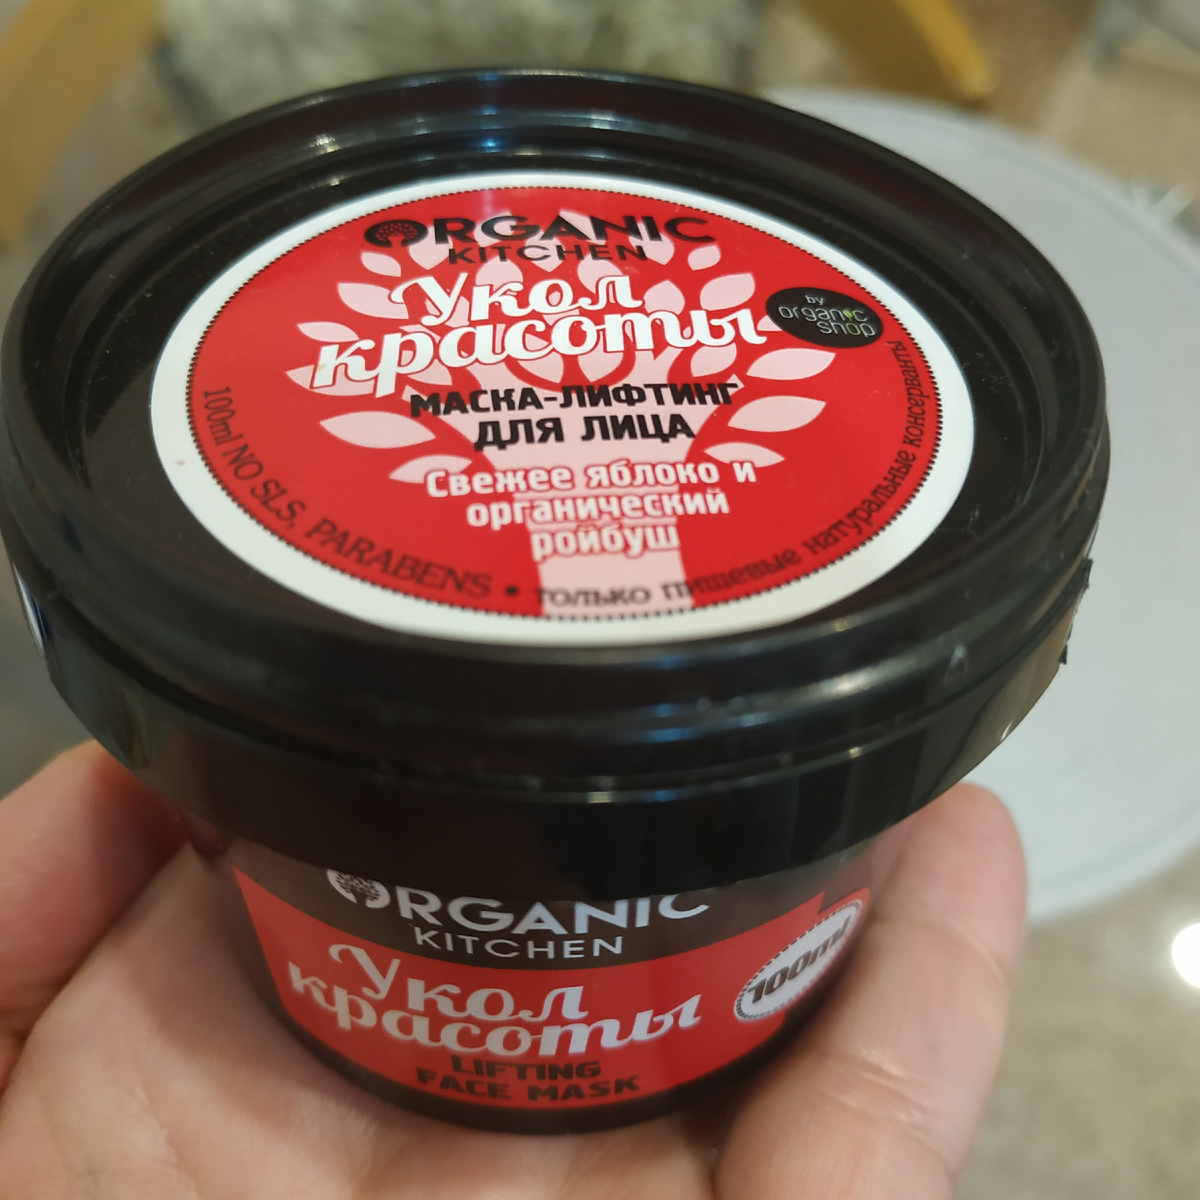 ORGANIC
KITCHEN
Укол
красоты
by
organic
shop
МАСКА-ЛИФТИНГ
ДЛЯ ЛИЦА
Свежее яблоко и
органический
ройбуш
100ml NO SLS, PARABENS • только пищевые натуральные консерванты
ORGANIC
KITCHEN
Укол
красоты
100ml
LIFTING
FACE MASK